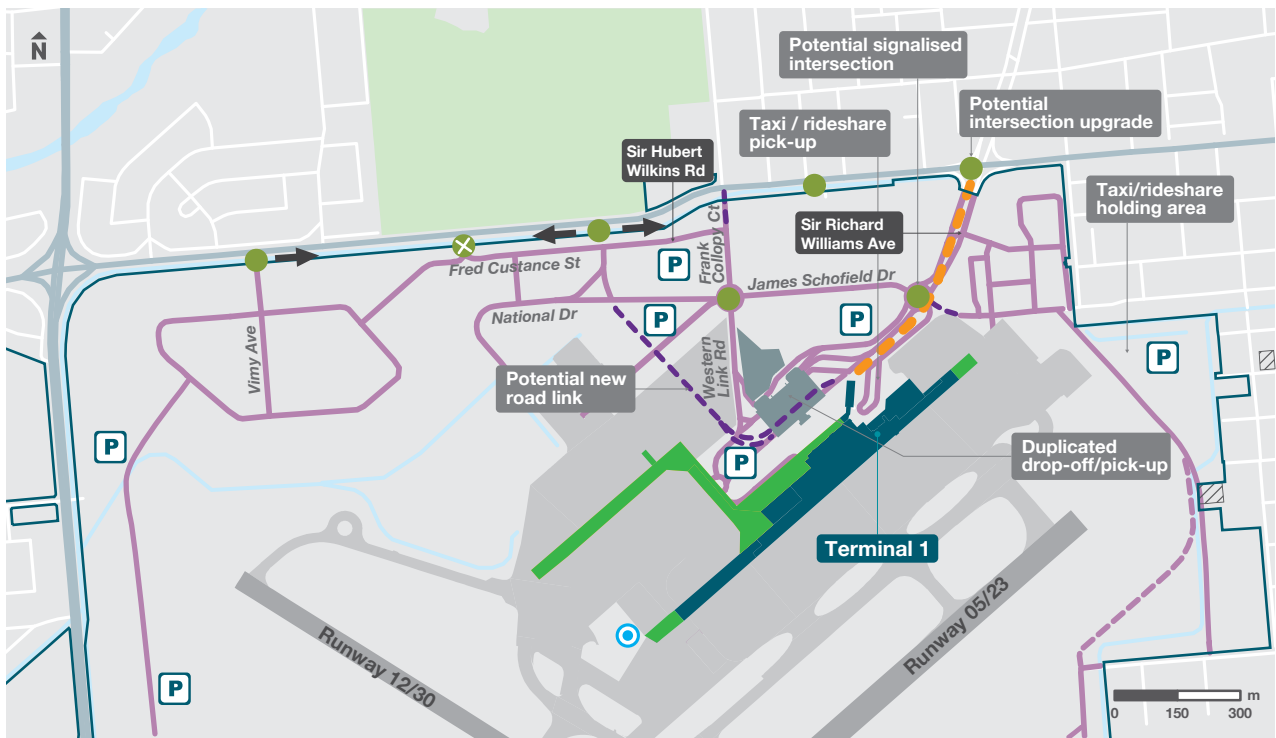 N
Potential signalised
intersection
Potential
intersection upgrade
Taxi / rideshare
pick-up
Sir Hubert
Wilkins Rd
Taxi/rideshare
holding area
Sir Richard
Williams Ave
Frank
Collopy Ct
Fred Custance St
P
James Schofield Dr
National Dr
P
P
Vimy Ave
Western
Link Rd
P
Potential new
road link
P
Duplicated
drop-off/pick-up
P
Terminal 1
Runway 05/23
Runway 12/30
P
m
0
150
300